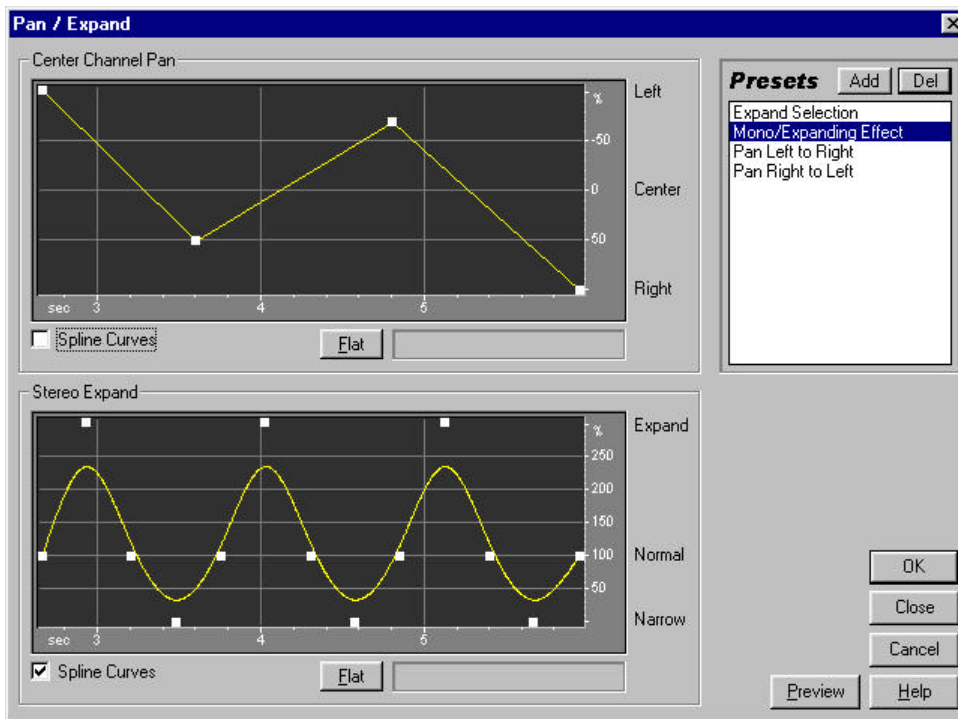 Pan / Expand
Center Channel Pan
%
-50
0
50
Left
Center
Right
sec 3 4 5
Spline Curves
Flat
Presets
Add
Del
Expand Selection
Mono/Expanding Effect
Pan Left to Right
Pan Right to Left
Stereo Expand
%
250
200
150
100
50
Expand
Normal
Narrow
sec 3 4 5
Spline Curves
Flat
OK
Close
Cancel
Preview
Help